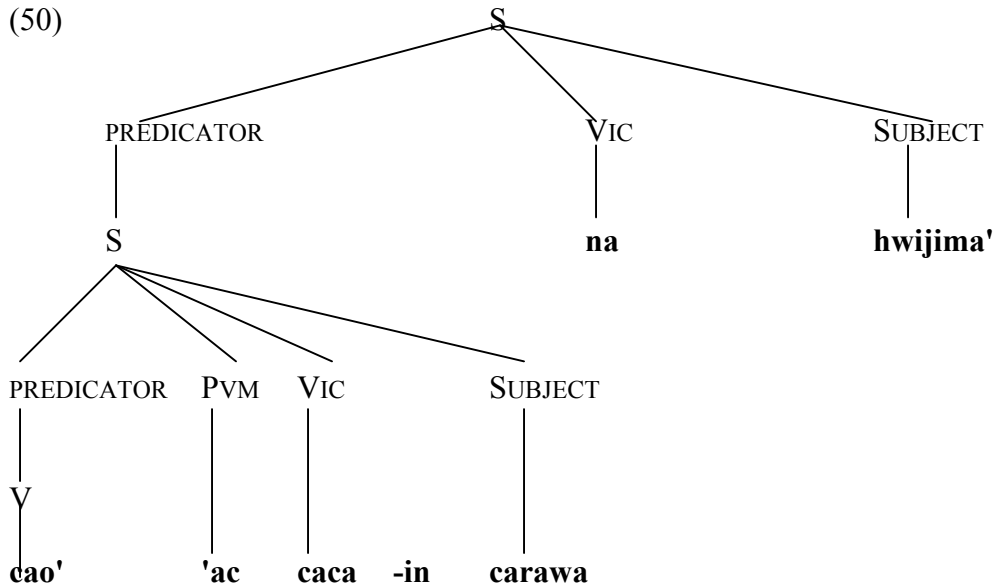 (50) S
PREDICATOR VIC SUBJECT
S na hwijima'
PREDICATOR PVM VIC SUBJECT
V
cao' 'ac caca -in carawa